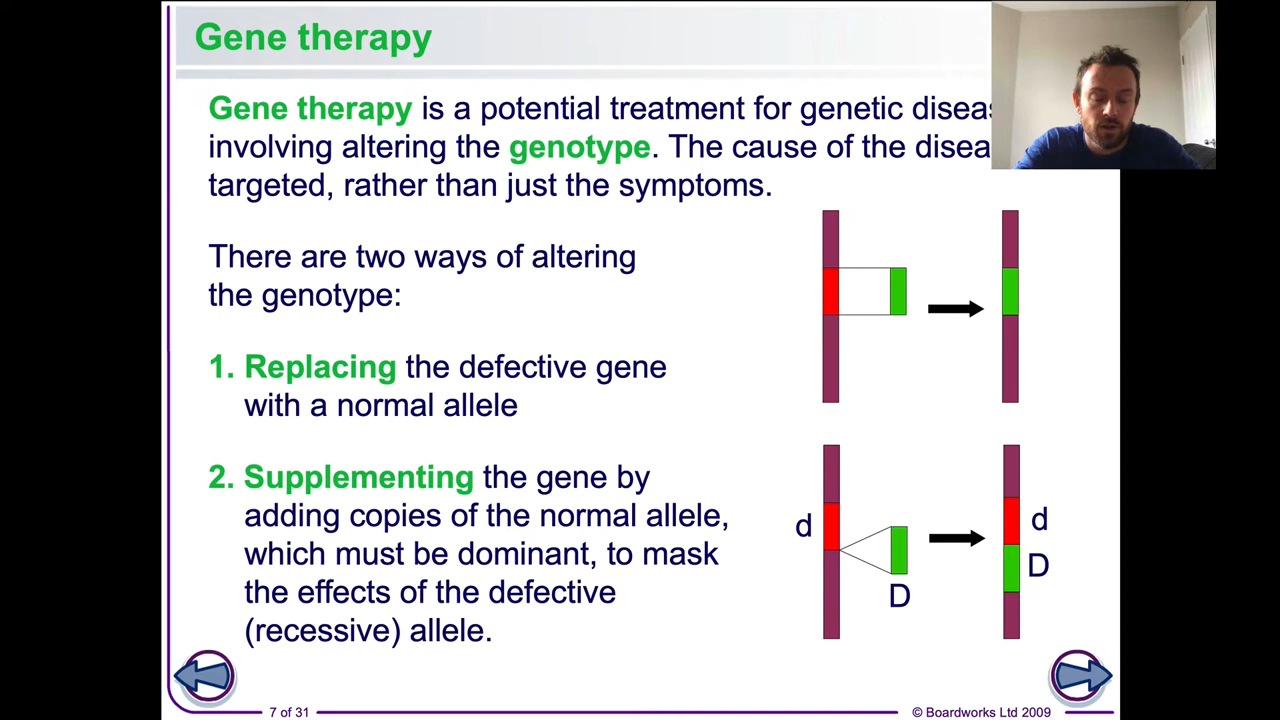 Gene therapy
Gene therapy is a potential treatment for genetic
involving altering the genotype. The cause of the
targeted, rather than just the symptoms.
There are two ways of altering
the genotype:
1. Replacing the defective gene
with a normal allele
2. Supplementing the gene by
adding copies of the normal allele,
which must be dominant, to mask
the effects of the defective
(recessive) allele.
d
D
d
D
7 of 31
© Boardworks Ltd 2009